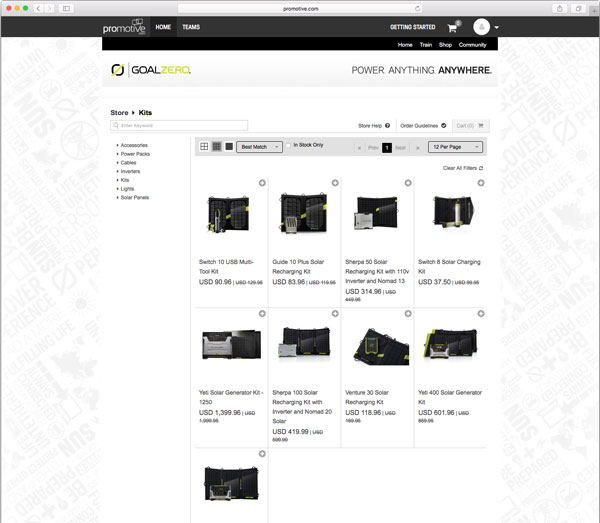 promotive.com
promotive
HOME
TEAMS
GETTING STARTED
0
Home Train Shop Community
GOALZERO.
POWER. ANYTHING. ANYWHERE.
Store Kits
Enter Keyword
Store Help
Order Guidelines
Cart (0)
Accessories
Power Packs
Cables
Inverters
Kits
Lights
Solar Panels
Best Match
In Stock Only
« Prev 1 Next »
12 Per Page
Clear All Filters
Switch 10 USB Multi-
Tool Kit
USD 90.96 | USD 129.95
Guide 10 Plus Solar
Recharging Kit
USD 83.96 | USD 119.95
Sherpa 50 Solar
Recharging Kit with 110v
Inverter and Nomad 13
USD 314.96 | USD
449.95
Switch 8 Solar Charging
Kit
USD 37.50 | USD 99.95
Yeti Solar Generator Kit -
1250
USD 1,399.96 | USD
1,999.95
Sherpa 100 Solar
Recharging Kit with
Inverter and Nomad 20
Solar
USD 419.99 | USD
599.99
Venture 30 Solar
Recharging Kit
USD 118.96 | USD
169.95
Yeti 400 Solar Generator
Kit
USD 601.96 | USD
859.95